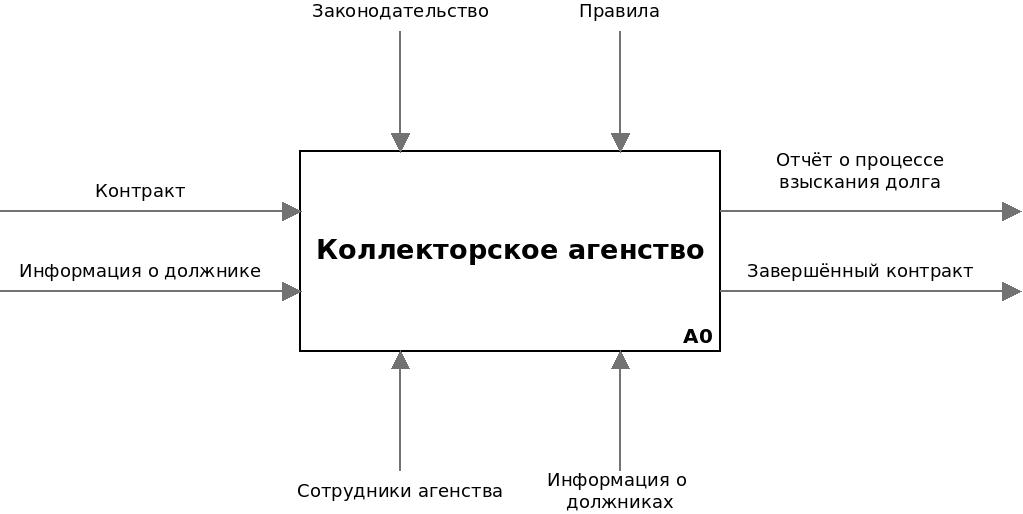 Законодательство
Правила
Отчёт о процессе
взыскания долга
Контракт
Коллекторское агенство
Информация о должнике
Завершённый контракт
A0
Сотрудники агенства
Информация о
должниках